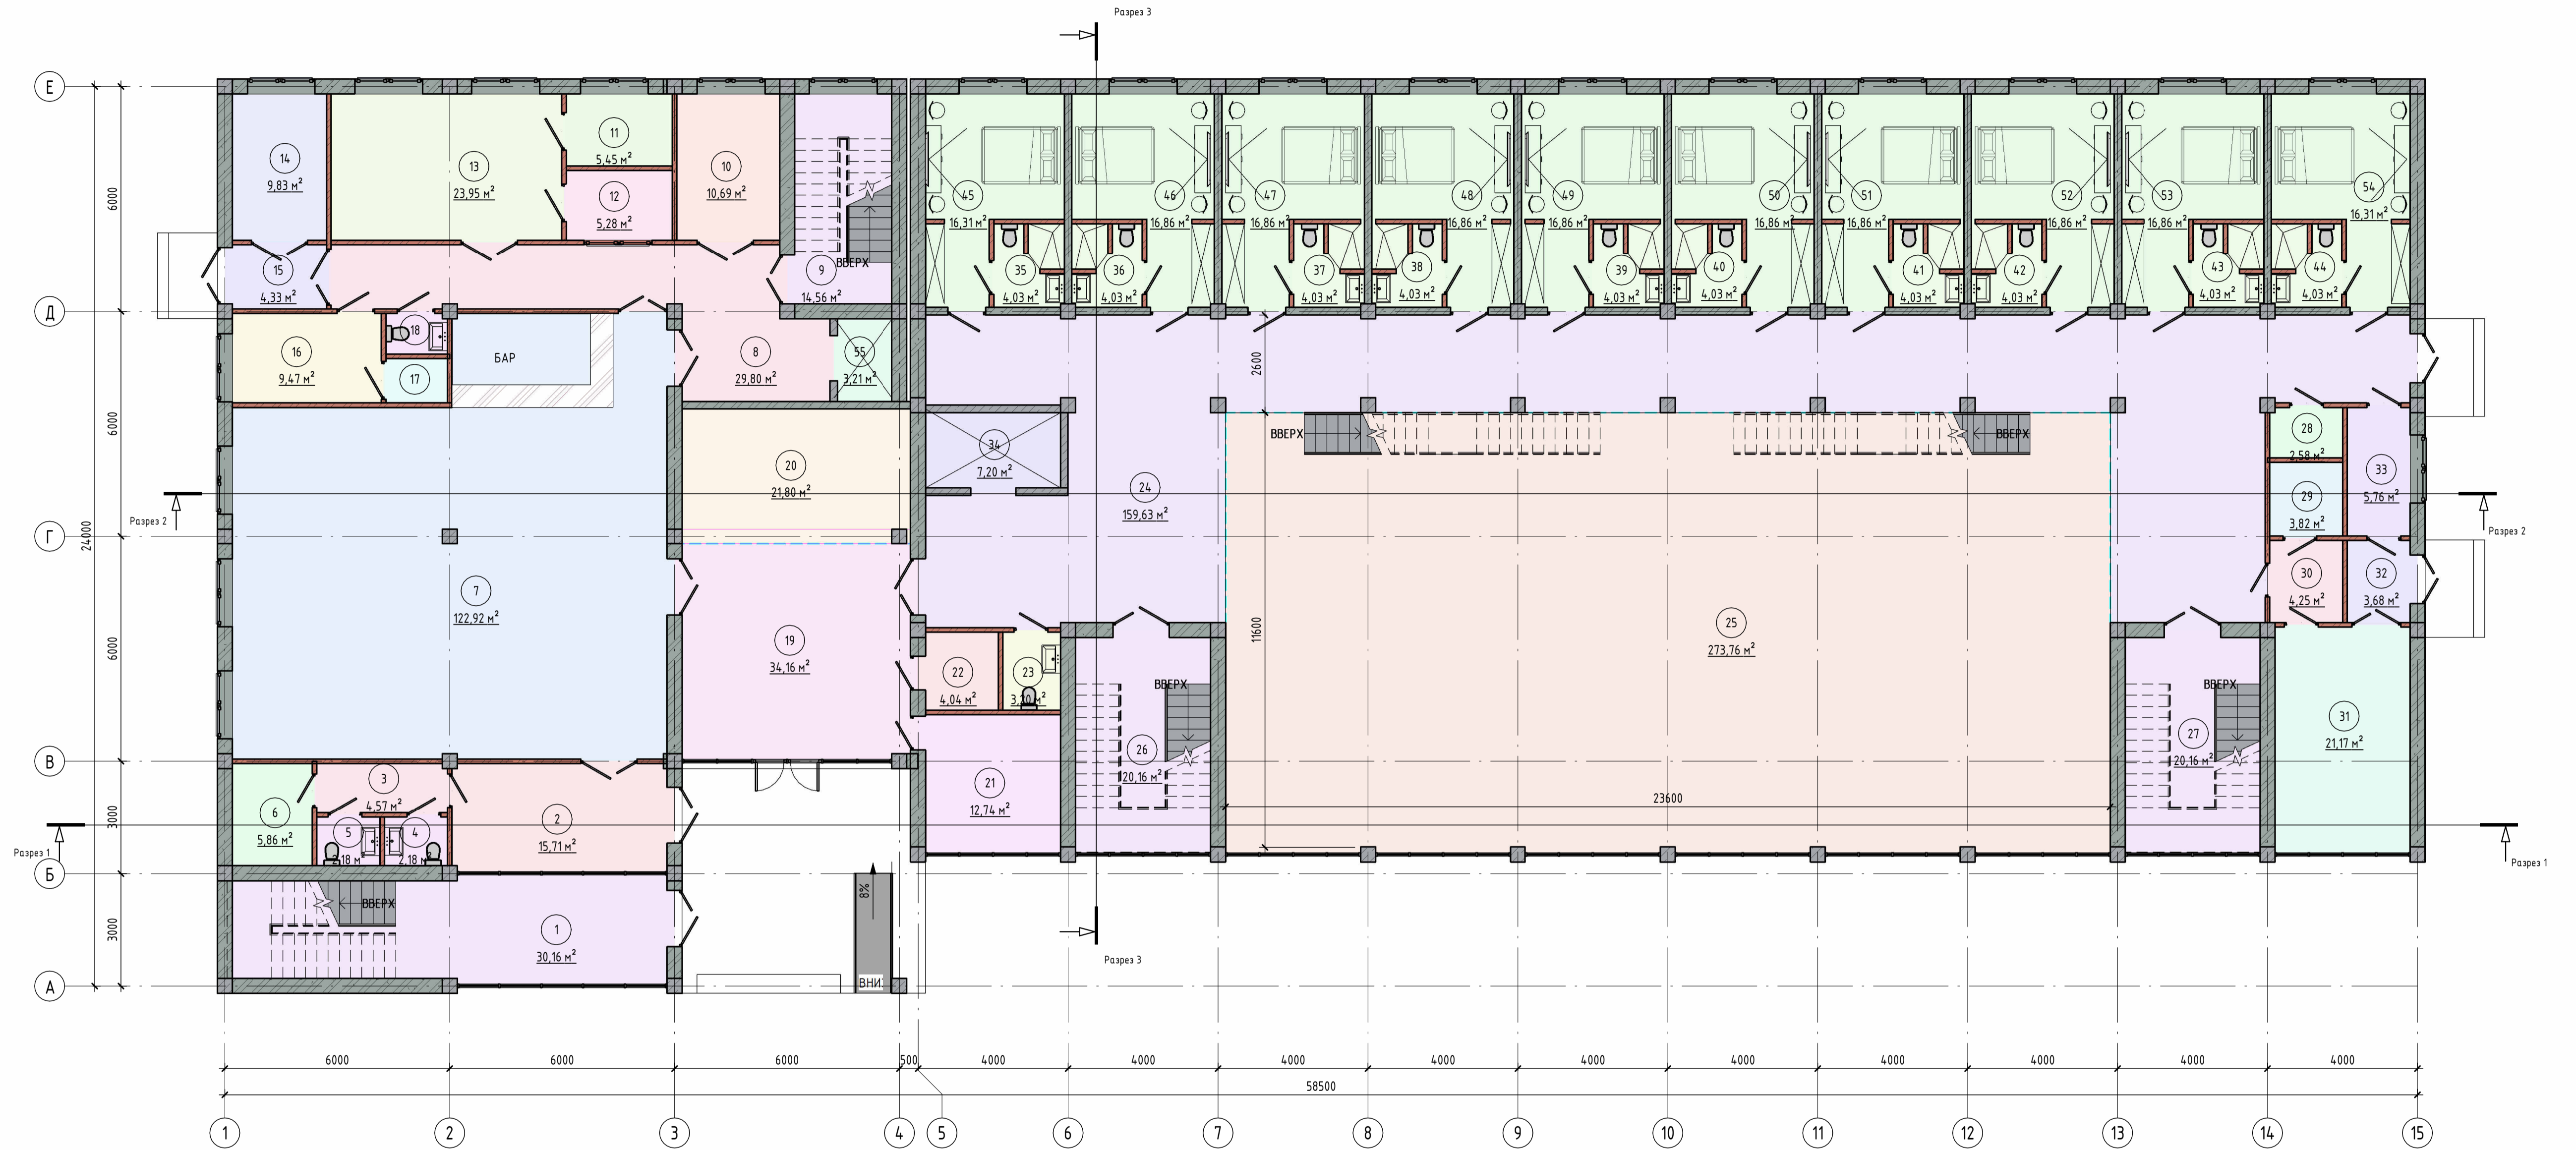 Разрез 3
Е
Д
Г
В
Б
А
6000
6000
6000
3000
3000
24000
14
9,83 м²
13
23,95 м²
11
5,45 м²
12
5,28 м²
10
10,69 м²
9
14,56 м²
ВВЕРХ
15
4,33 м²
16
9,47 м²
18
17
БАР
8
29,80 м²
55
3,21 м²
45
16,31 м²
46
16,86 м²
47
16,86 м²
48
16,86 м²
49
16,86 м²
50
16,86 м²
51
16,86 м²
52
16,86 м²
53
16,86 м²
54
16,31 м²
35
4,03 м²
36
4,03 м²
37
4,03 м²
38
4,03 м²
39
4,03 м²
40
4,03 м²
41
4,03 м²
42
4,03 м²
43
4,03 м²
44
4,03 м²
2600
ВВЕРХ
ВВЕРХ
34
7,20 м²
20
21,80 м²
24
159,63 м²
28
2,58 м²
29
3,82 м²
33
5,76 м²
Разрез 2
Разрез 2
30
4,25 м²
32
3,68 м²
7
122,92 м²
19
34,16 м²
22
4,04 м²
23
3,20 м²
11600
25
273,76 м²
ВВЕРХ
26
20,16 м²
ВВЕРХ
27
20,16 м²
31
21,17 м²
21
12,74 м²
23600
3
4,57 м²
6
5,86 м²
5
2,18 м
4
2,18 м²
2
15,71 м²
Разрез 1
Разрез 1
ВВЕРХ
1
30,16 м²
8%
ВНИ
Разрез 3
6000
6000
6000
500
4000
4000
4000
4000
4000
4000
4000
4000
4000
4000
58500
1
2
3
4
5
6
7
8
9
10
11
12
13
14
15